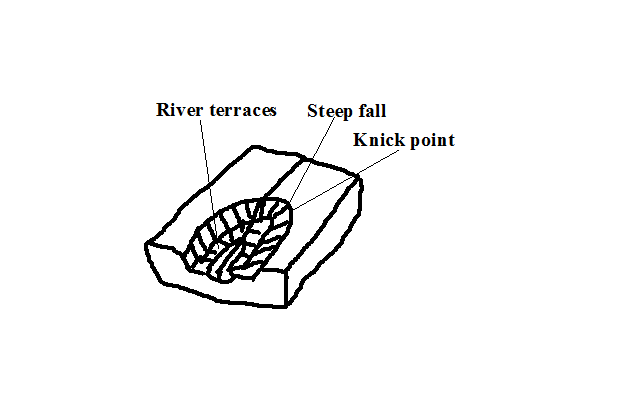 River terraces
Steep fall
Knick point